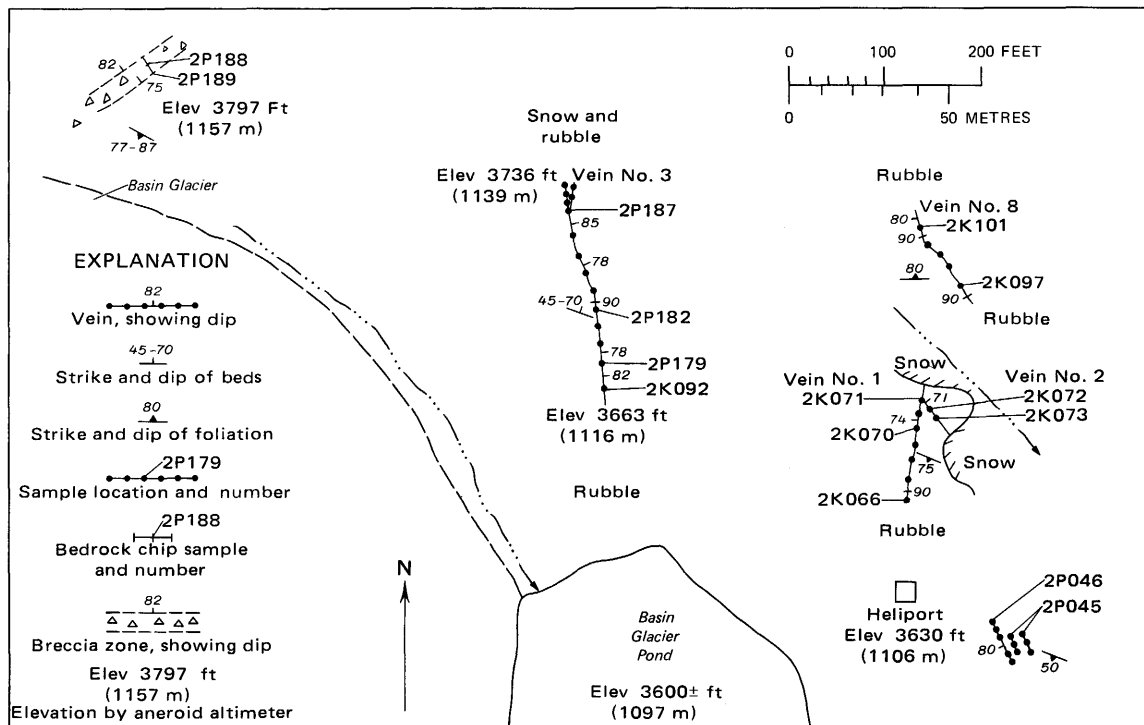 82
2P188
2P189
75
Elev 3797 Ft
(1157 m)
77-87
Basin Glacier
0 100 200 FEET
0 50 METRES
Snow and
rubble
Elev 3736 ft
(1139 m)
Vein No. 3
2P187
85
78
45-70
90
2P182
78
2P179
82
2K092
Elev 3663 ft
(1116 m)
Rubble
Rubble
Vein No. 8
80
2K101
90
80
2K097
90
Rubble
Snow
Vein No. 1
Vein No. 2
2K071
71
2K072
2K073
74
2K070
75
Snow
2K066
90
Rubble
EXPLANATION
82
Vein, showing dip
45-70
Strike and dip of beds
80
Strike and dip of foliation
2P179
Sample location and number
2P188
Bedrock chip sample
and number
82
Breccia zone, showing dip
Elev 3797 ft
(1157 m)
Elevation by aneroid altimeter
N
Basin
Glacier
Pond
Elev 3600± ft
(1097 m)
Heliport
Elev 3630 ft
(1106 m)
2P046
2P045
80
50